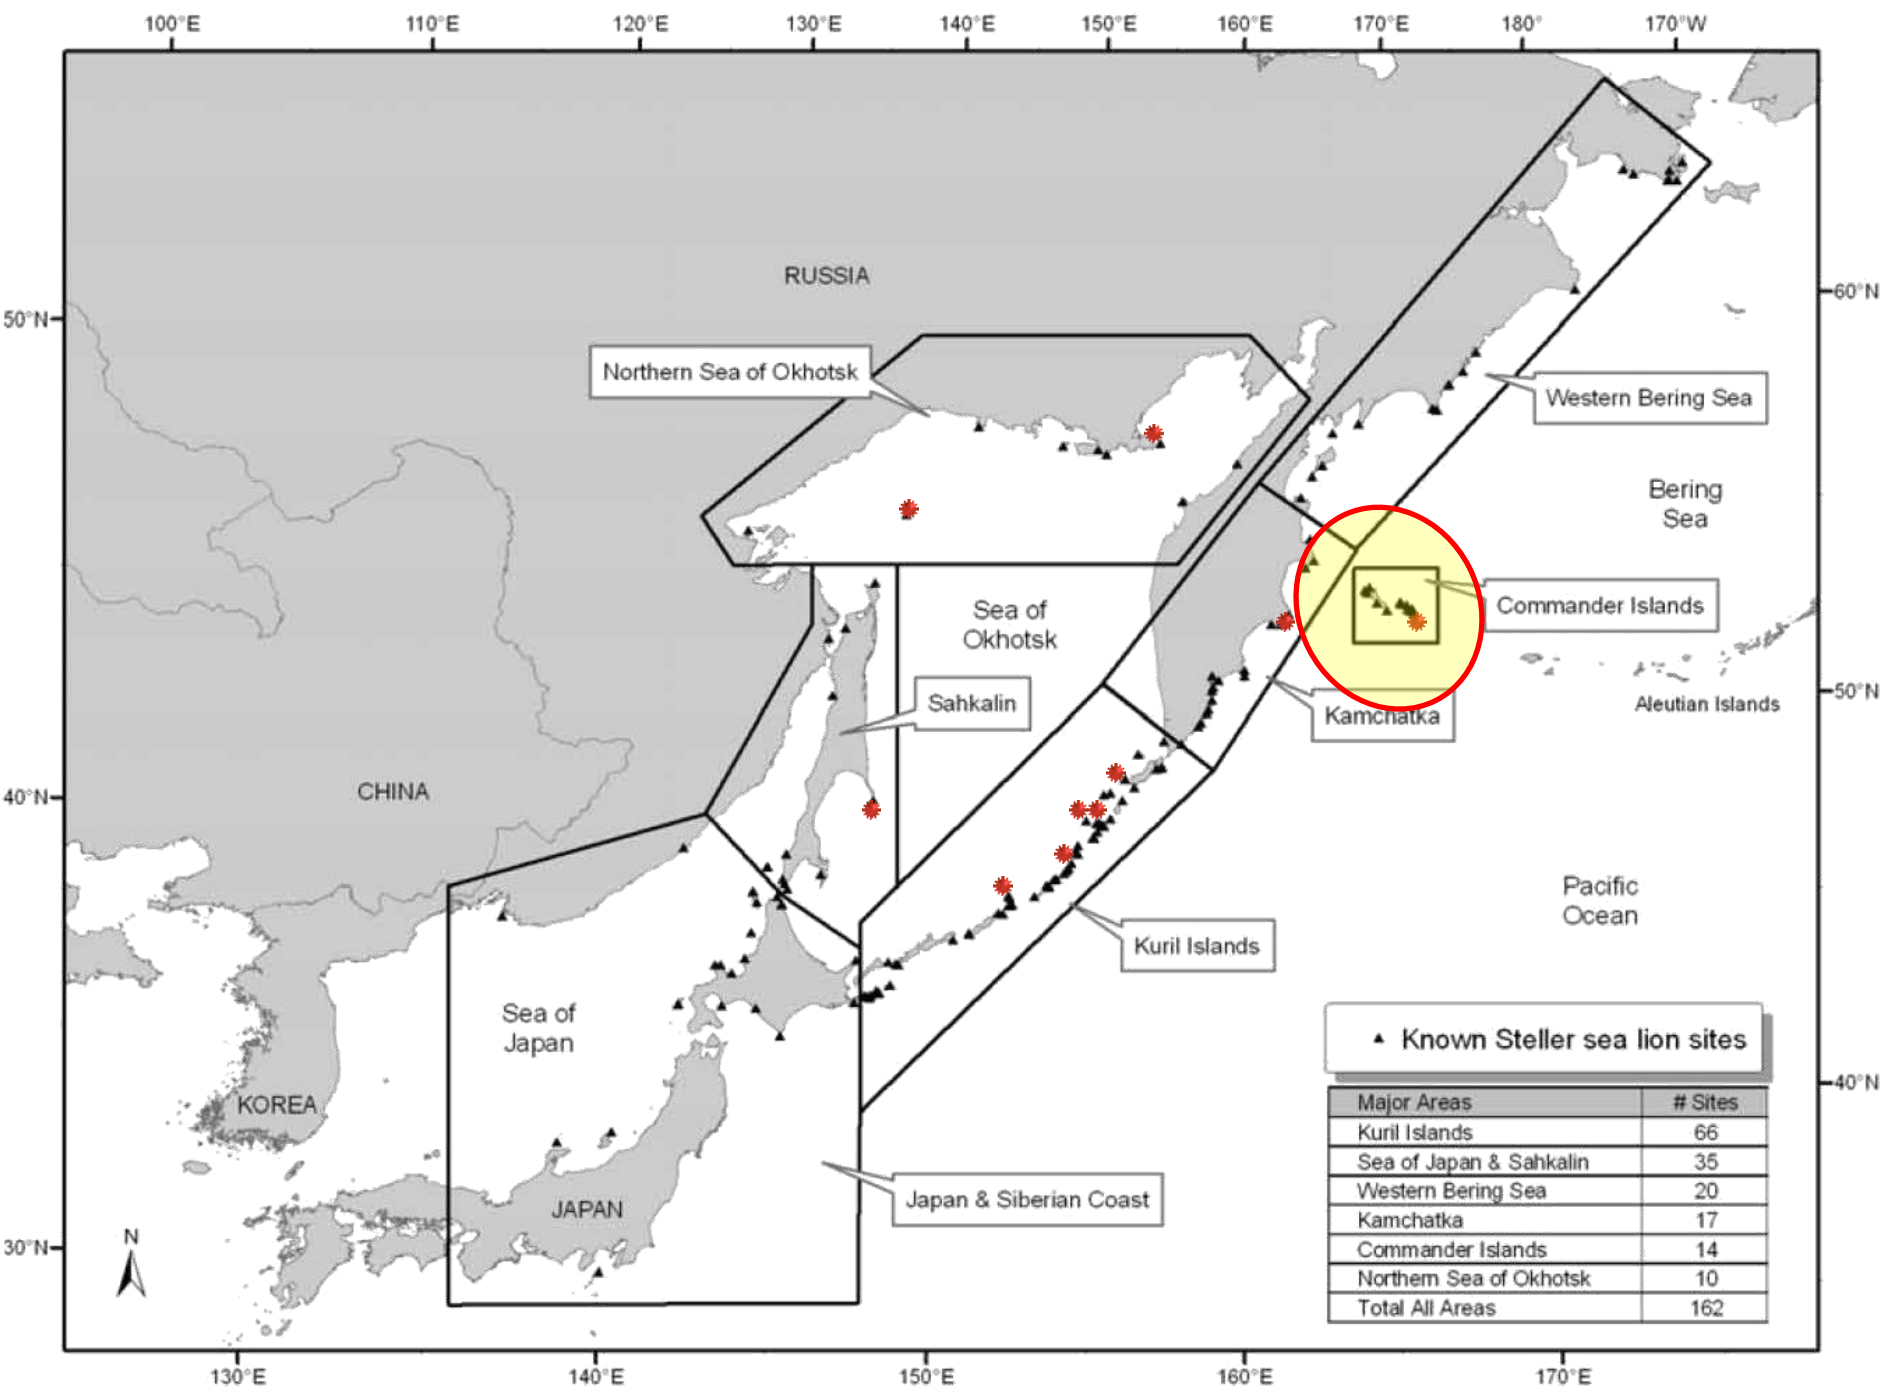 100°E 110°E 120°E 130°E 140°E 150°E 160°E 170°E 180° 170°W
RUSSIA
60°N
50°N
Northern Sea of Okhotsk
Western Bering Sea
Bering
Sea
Commander Islands
Sea of
Okhotsk
Sahkalin
Aleutian Islands
50°N
Kamchatka
CHINA
40°N
Pacific
Ocean
Kuril Islands
Sea of
Japan
Known Steller sea lion sites
40°N
KOREA
Major Areas # Sites
Kuril Islands 66
Sea of Japan & Sahkalin 35
Western Bering Sea 20
Kamchatka 17
Commander Islands 14
Northern Sea of Okhotsk 10
Total All Areas 162
Japan & Siberian Coast
JAPAN
N
30°N
130°E 140°E 150°E 160°E 170°E